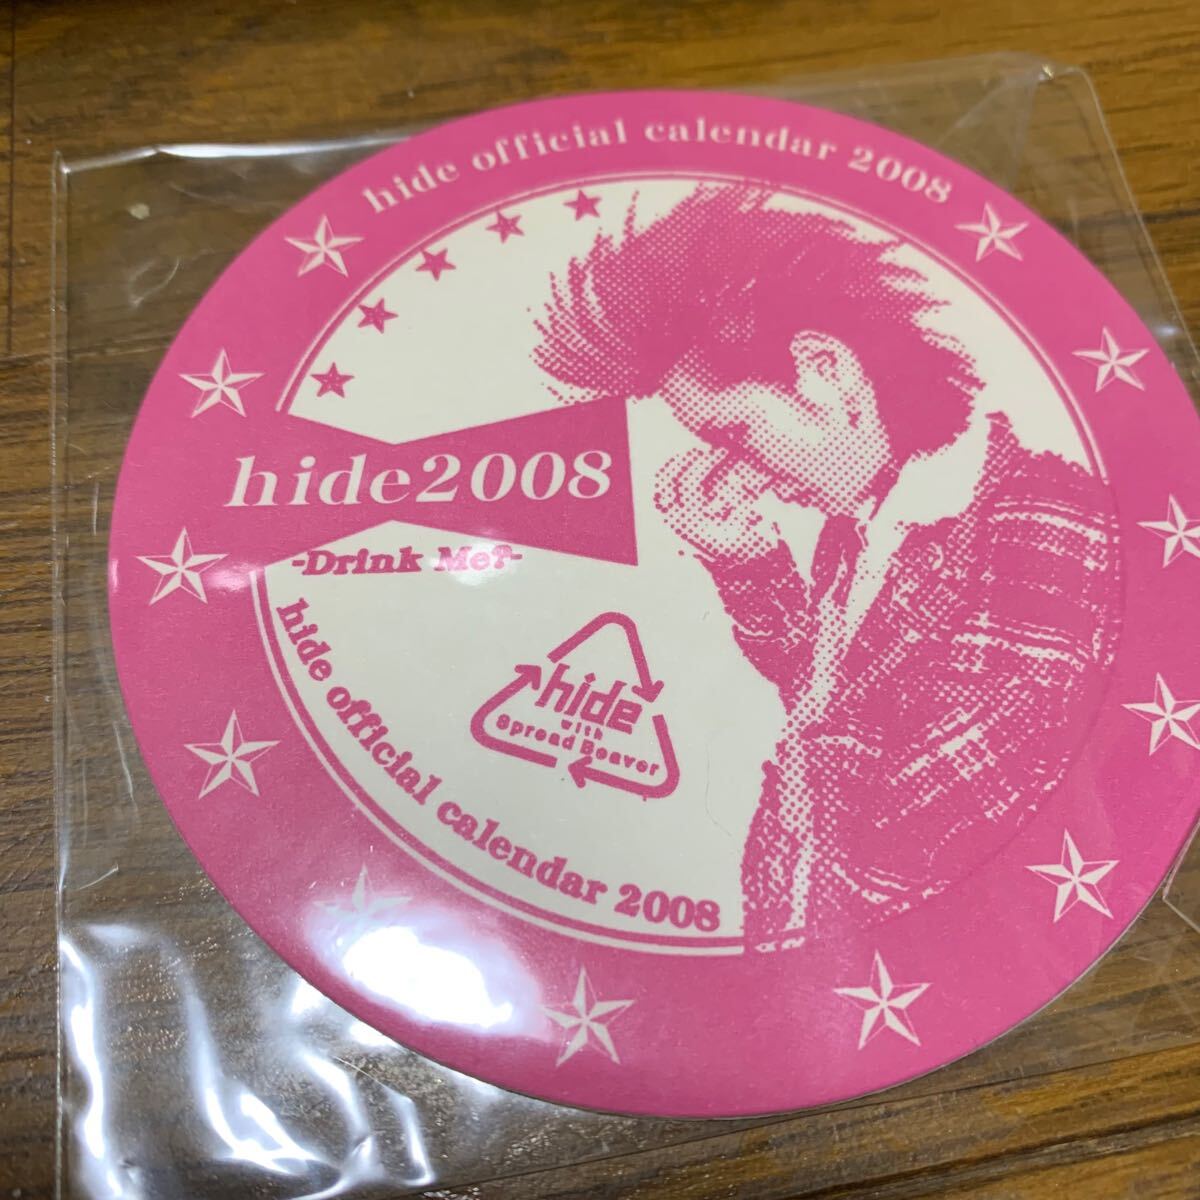 hide official calendar 2008
hide2008
-Drink Me?-
hide
with
Spread Beaver
hide official calendar 2008